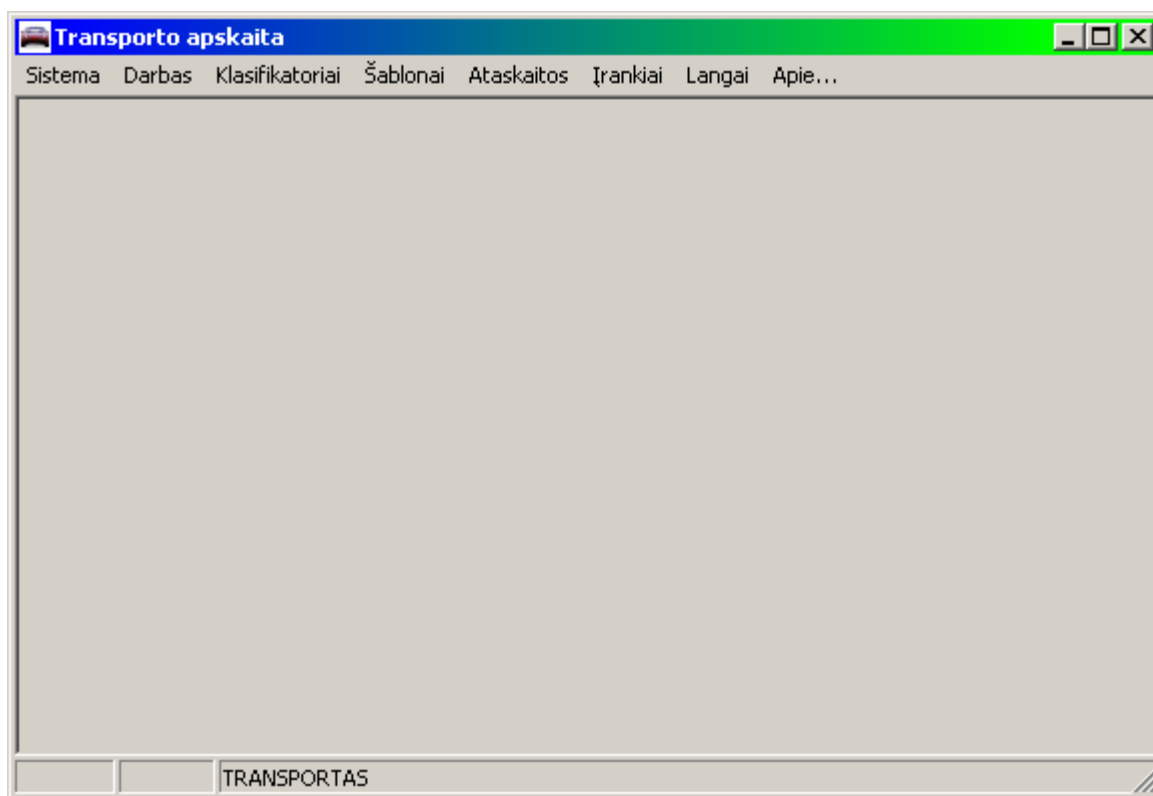 Transporto apskaita
Sistema Darbas Klasifikatoriai Šablonai Ataskaitos Įrankiai Langai Apie...
TRANSPORTAS